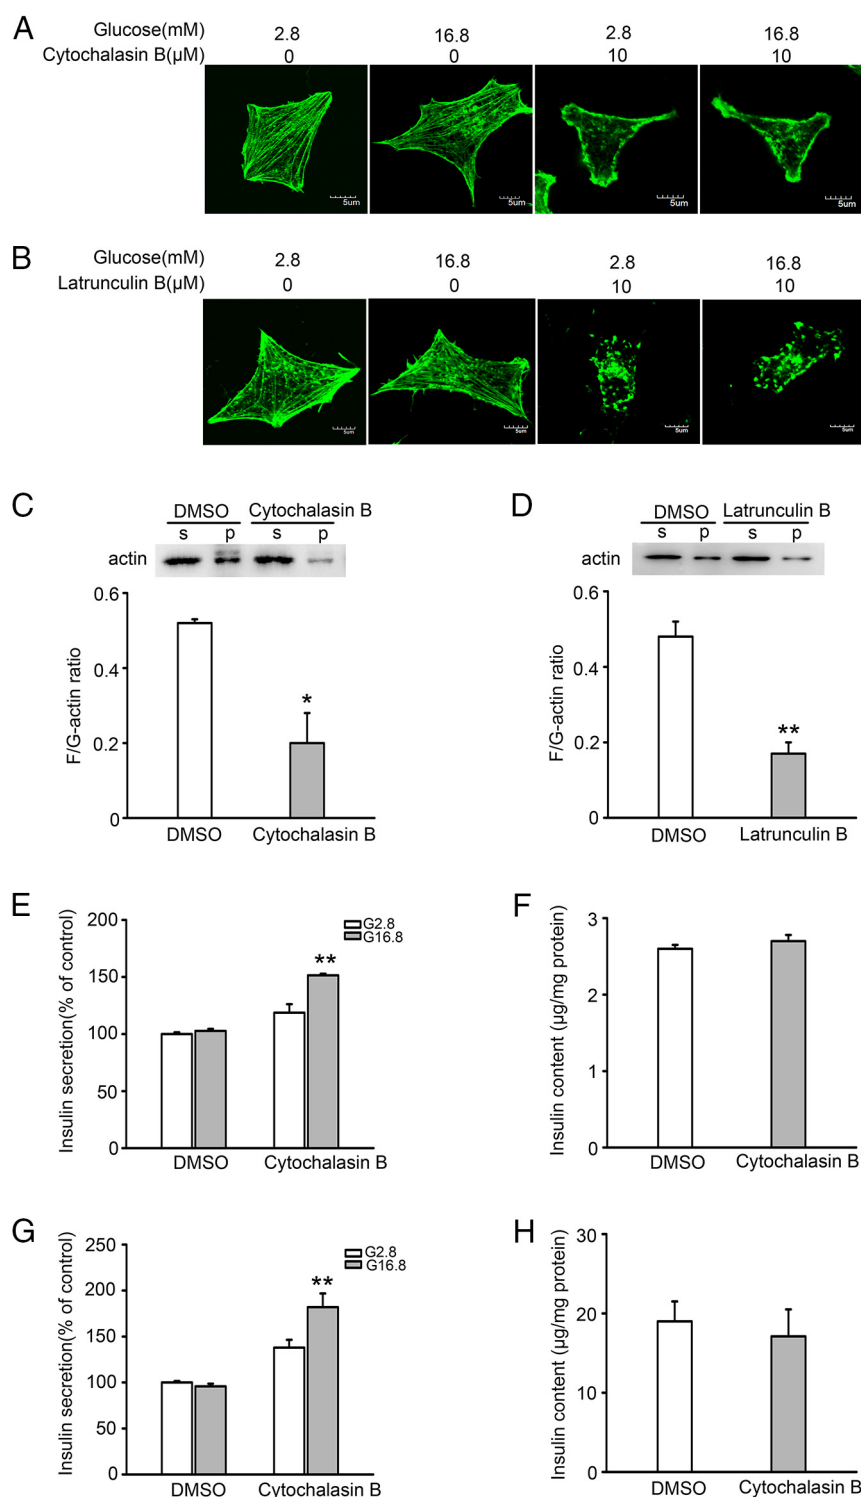 A
Glucose(mM) 2.8 16.8 2.8 16.8
Cytochalasin B(µM) 0 0 10 10
5um 5um 5um 5um
B
Glucose(mM) 2.8 16.8 2.8 16.8
Latrunculin B(µM) 0 0 10 10
5um 5um 5um 5um
C
DMSO Cytochalasin B
s p s p
actin
0.6
0.4
0.2
0
F/G-actin ratio
*
DMSO Cytochalasin B
D
DMSO Latrunculin B
s p s p
actin
0.6
0.4
0.2
0
F/G-actin ratio
**
DMSO Latrunculin B
E
200
150
100
50
0
Insulin secretion(% of control)
G2.8
G16.8
**
DMSO Cytochalasin B
F
3
2
1
0
Insulin content (µg/mg protein)
DMSO Cytochalasin B
G
250
200
150
100
50
0
Insulin secretion(% of control)
G2.8
G16.8
**
DMSO Cytochalasin B
H
30
20
10
0
Insulin content (µg/mg protein)
DMSO Cytochalasin B